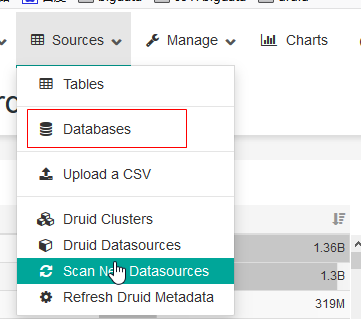 Sources
Manage
Charts
Tables
Databases
Upload a CSV
Druid Clusters
Druid Datasources
Scan New Datasources
Refresh Druid Metadata
1.36B
1.3B
319M